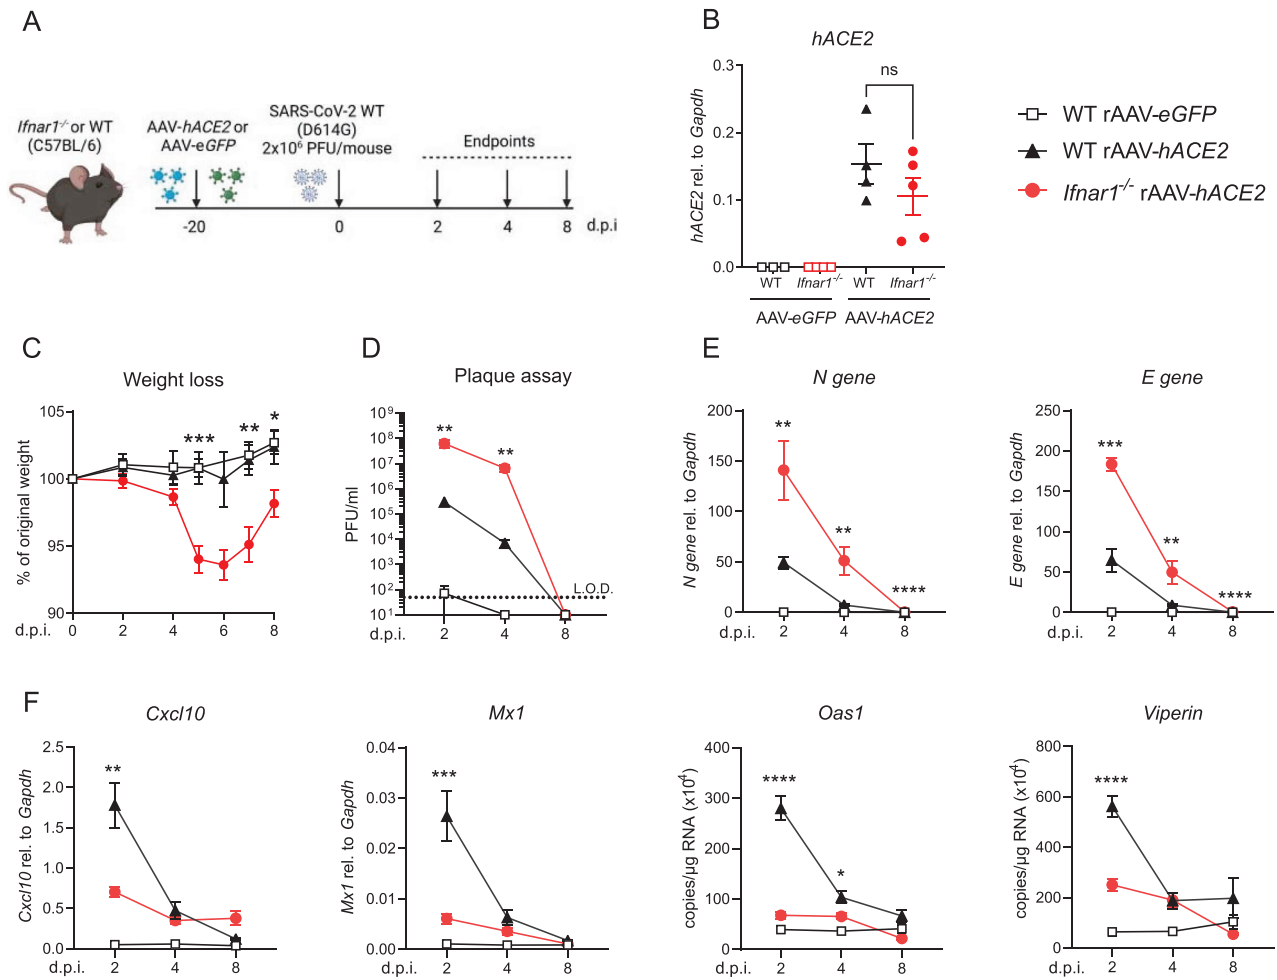 A
Ifnar1-/- or WT
(C57BL/6)
AAV-hACE2 or
AAV-eGFP
SARS-CoV-2 WT
(D614G)
2x10⁶ PFU/mouse
Endpoints
-20
0
2
4
8
d.p.i
B
hACE2
hACE2 rel. to Gapdh
0.3
0.2
0.1
0.0
ns
WT
Ifnar1-/-
WT
Ifnar1-/-
AAV-eGFP
AAV-hACE2
WT rAAV-eGFP
WT rAAV-hACE2
Ifnar1-/- rAAV-hACE2
C
Weight loss
% of original weight
105
100
95
90
***
**
*
d.p.i.
0
2
4
6
8
D
Plaque assay
PFU/ml
10⁹
10⁸
10⁷
10⁶
10⁵
10⁴
10³
10²
10¹
**
**
L.O.D.
d.p.i.
2
4
8
E
N gene
N gene rel. to Gapdh
200
150
100
50
0
**
**
****
d.p.i.
2
4
8
E gene
E gene rel. to Gapdh
250
200
150
100
50
0
***
**
****
d.p.i.
2
4
8
F
Cxcl10
Cxcl10 rel. to Gapdh
2.5
2.0
1.5
1.0
0.5
0.0
**
d.p.i.
2
4
8
Mx1
Mx1 rel. to Gapdh
0.04
0.03
0.02
0.01
0.00
***
d.p.i.
2
4
8
Oas1
copies/µg RNA (x10⁴)
400
300
200
100
0
****
*
d.p.i.
2
4
8
Viperin
copies/µg RNA (x10⁴)
800
600
400
200
0
****
d.p.i.
2
4
8